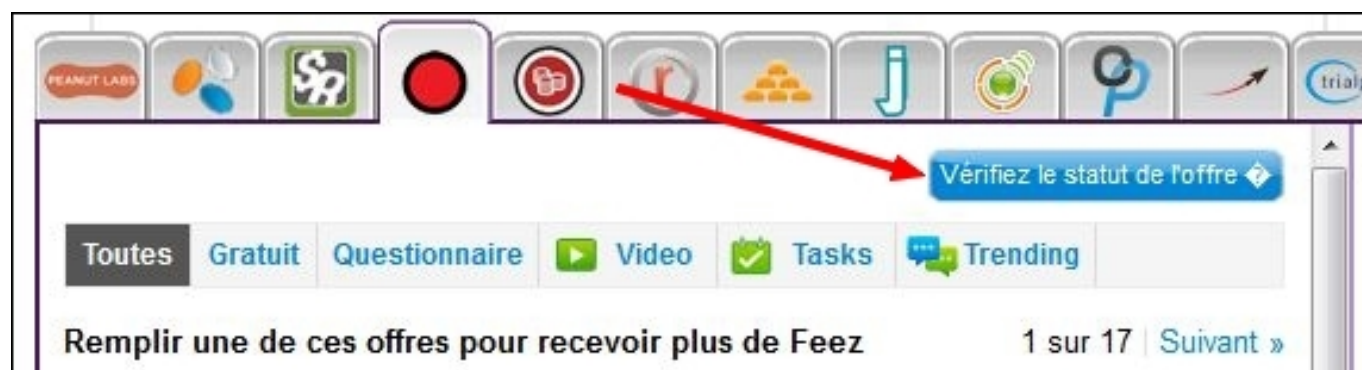 PEANUT LABS
SR
r
j
P
trial
Vérifiez le statut de l'offre �
Toutes Gratuit Questionnaire Video Tasks Trending
Remplir une de ces offres pour recevoir plus de Feez 1 sur 17 Suivant »